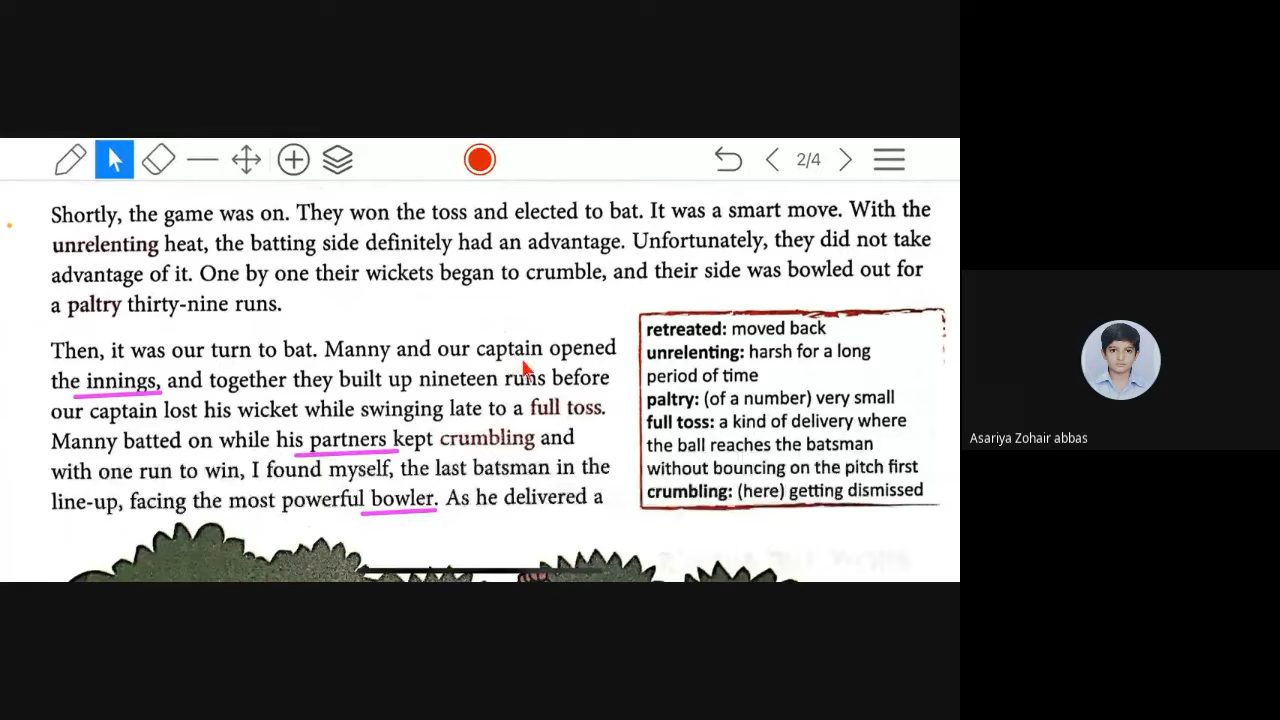 2/4
Shortly, the game was on. They won the toss and elected to bat. It was a smart move. With the
unrelenting heat, the batting side definitely had an advantage. Unfortunately, they did not take
advantage of it. One by one their wickets began to crumble, and their side was bowled out for
a paltry thirty-nine runs.
Then, it was our turn to bat. Manny and our captain opened
the innings, and together they built up nineteen runs before
our captain lost his wicket while swinging late to a full toss.
Manny batted on while his partners kept crumbling and
with one run to win, I found myself, the last batsman in the
line-up, facing the most powerful bowler. As he delivered a
retreated: moved back
unrelenting: harsh for a long
period of time
paltry: (of a number) very small
full toss: a kind of delivery where
the ball reaches the batsman
without bouncing on the pitch first
crumbling: (here) getting dismissed
Asariya Zohair abbas